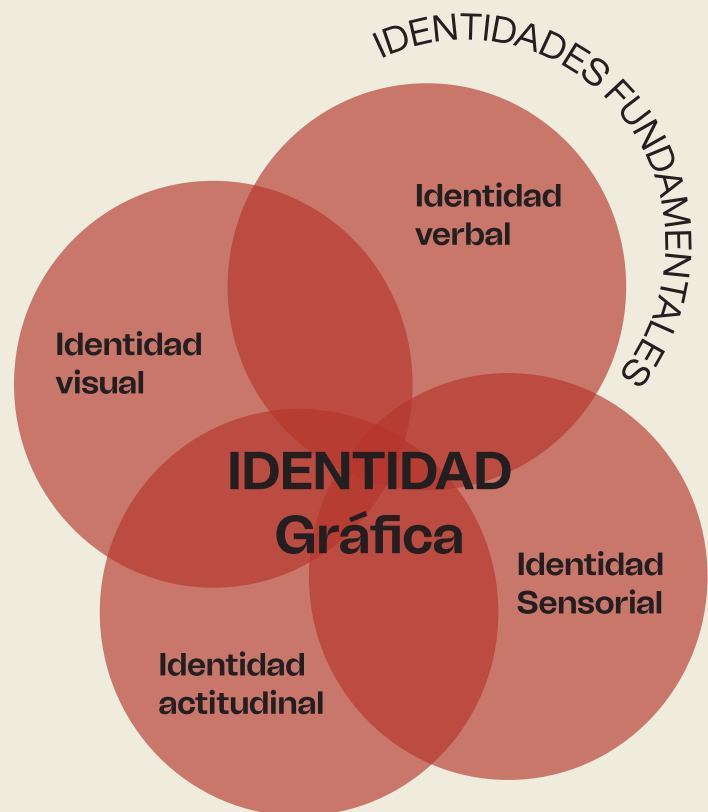 IDENTIDADES FUNDAMENTALES
Identidad
verbal
Identidad
visual
IDENTIDAD
Gráfica
Identidad
Sensorial
Identidad
actitudinal